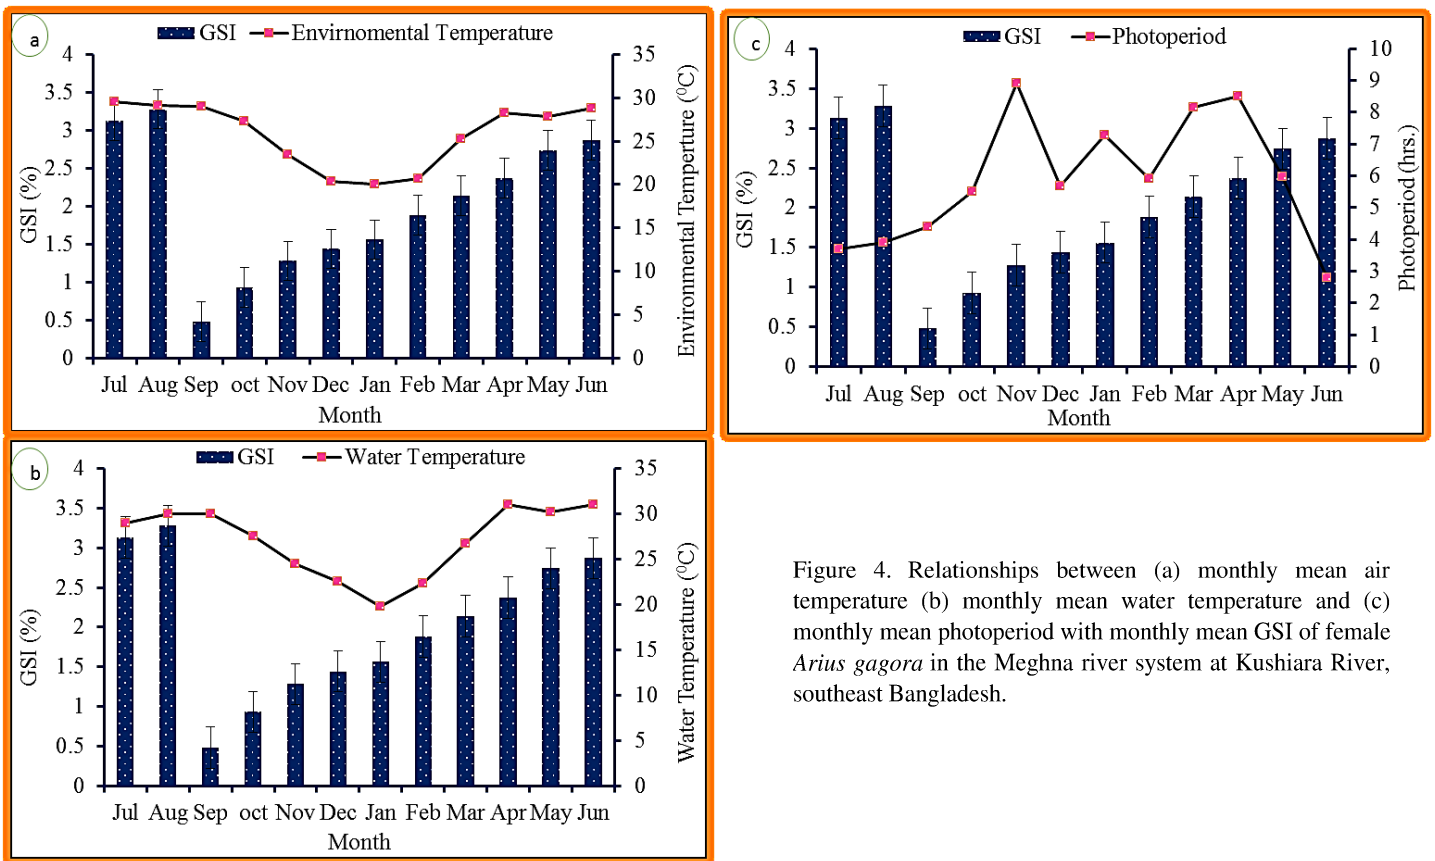 a
GSI Envirnomental Temperature
4
3.5
3
2.5
2
1.5
1
0.5
0
GSI (%)
35
30
25
20
15
10
5
0
Environmental Temperture (⁰C)
Jul Aug Sep oct Nov Dec Jan Feb Mar Apr May Jun
Month
c
GSI Photoperiod
4
3.5
3
2.5
2
1.5
1
0.5
0
GSI (%)
10
9
8
7
6
5
4
3
2
1
0
Photoperiod (hrs.)
Jul Aug Sep oct Nov Dec Jan Feb Mar Apr May Jun
Month
b
GSI Water Temperature
4
3.5
3
2.5
2
1.5
1
0.5
0
GSI (%)
35
30
25
20
15
10
5
0
Water Temperature (⁰C)
Jul Aug Sep oct Nov Dec Jan Feb Mar Apr May Jun
Month
Figure 4. Relationships between (a) monthly mean air
temperature (b) monthly mean water temperature and (c)
monthly mean photoperiod with monthly mean GSI of female
Arius gagora in the Meghna river system at Kushiara River,
southeast Bangladesh.